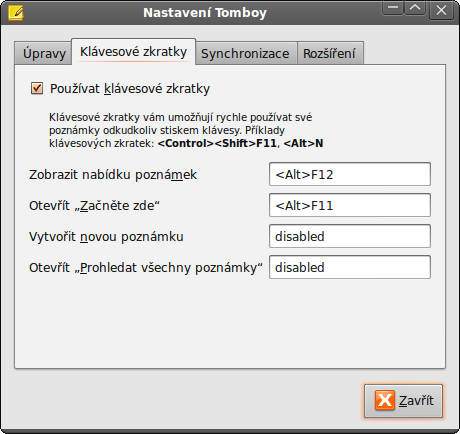 Nastavení Tomboy
Úpravy Klávesové zkratky Synchronizace Rozšíření
Používat klávesové zkratky
Klávesové zkratky vám umožňují rychle používat své
poznámky odkudkoliv stiskem klávesy. Příklady
klávesových zkratek: <Control><Shift>F11, <Alt>N
Zobrazit nabídku poznámek <Alt>F12
Otevřít „Začněte zde“ <Alt>F11
Vytvořit novou poznámku disabled
Otevřít „Prohledat všechny poznámky“ disabled
Zavřít